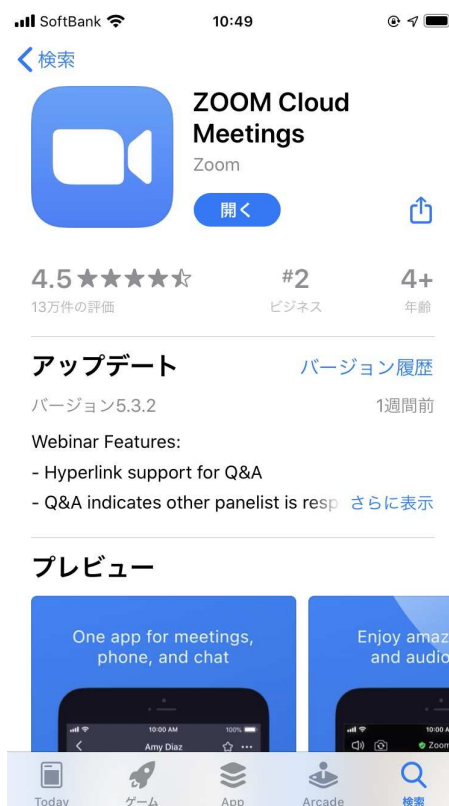 SoftBank 10:49
検索
ZOOM Cloud
Meetings
Zoom
開く
4.5 #2 4+
13万件の評価 ビジネス 年齢
アップデート バージョン履歴
バージョン5.3.2 1週間前
Webinar Features:
- Hyperlink support for Q&A
- Q&A indicates other panelist is resp さらに表示
プレビュー
One app for meetings,
phone, and chat
Enjoy amaz
and audio
10:00 AM 100%
Amy Diaz
10:00 A
Zoom
Today ゲーム App Arcade 検索